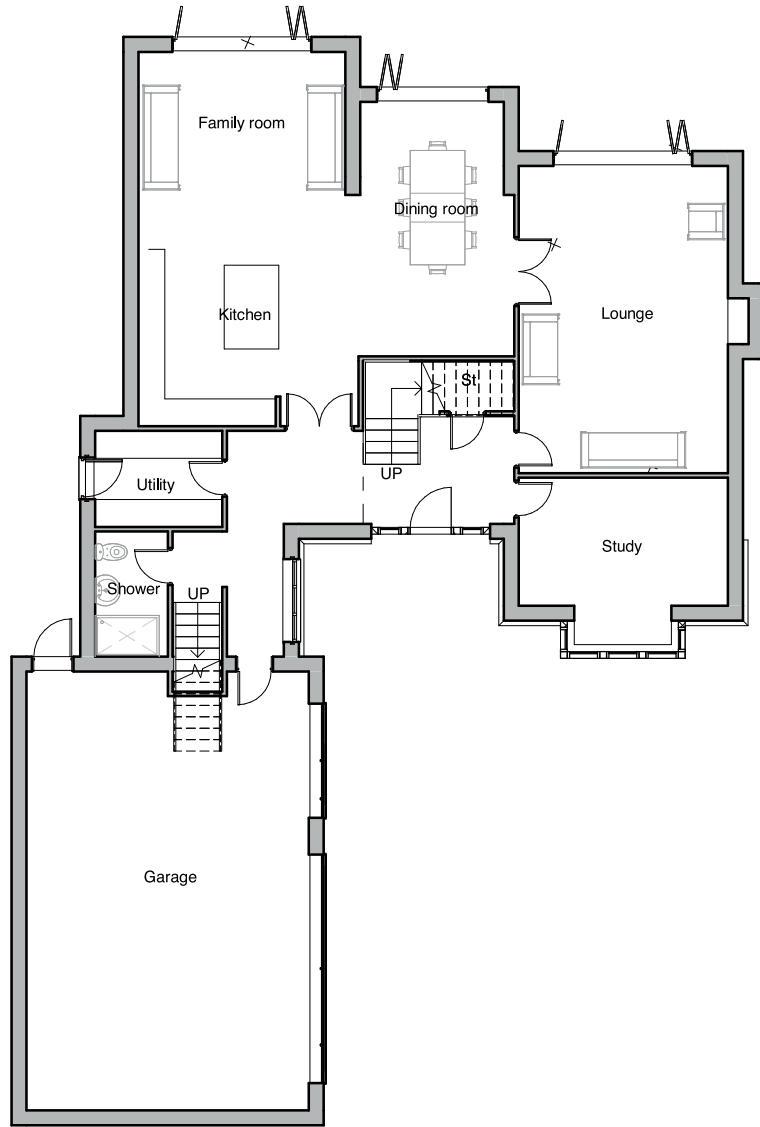 Family room
Dining room
Kitchen
Lounge
St
UP
Utility
Study
Shower
UP
Garage